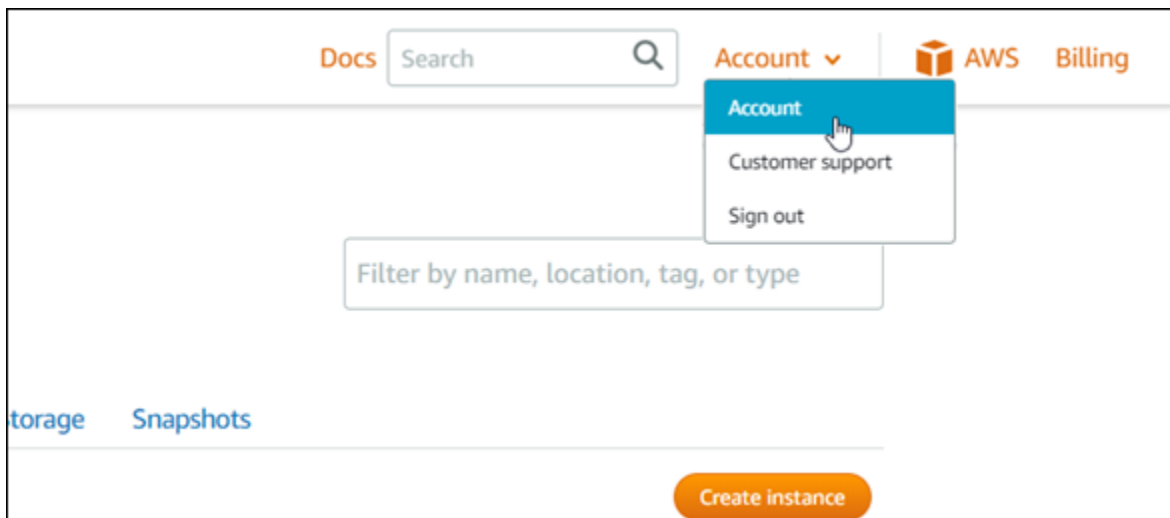 Docs Search Account AWS Billing
Account
Customer support
Sign out
Filter by name, location, tag, or type
torage Snapshots
Create instance